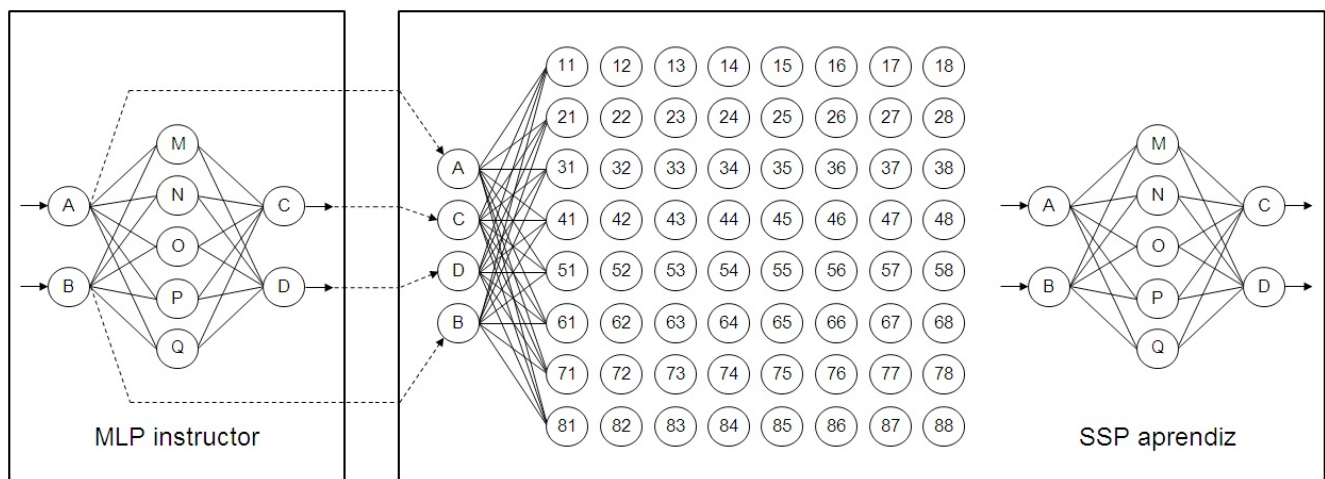 11 12 13 14 15 16 17 18
21 22 23 24 25 26 27 28
M M
A 31 32 33 34 35 36 37 38
N N
A C C 41 42 43 44 45 46 47 48 A C
O O
D 51 52 53 54 55 56 57 58
B D B D
P P
B 61 62 63 64 65 66 67 68
Q Q
71 72 73 74 75 76 77 78
81 82 83 84 85 86 87 88
MLP instructor SSP aprendiz